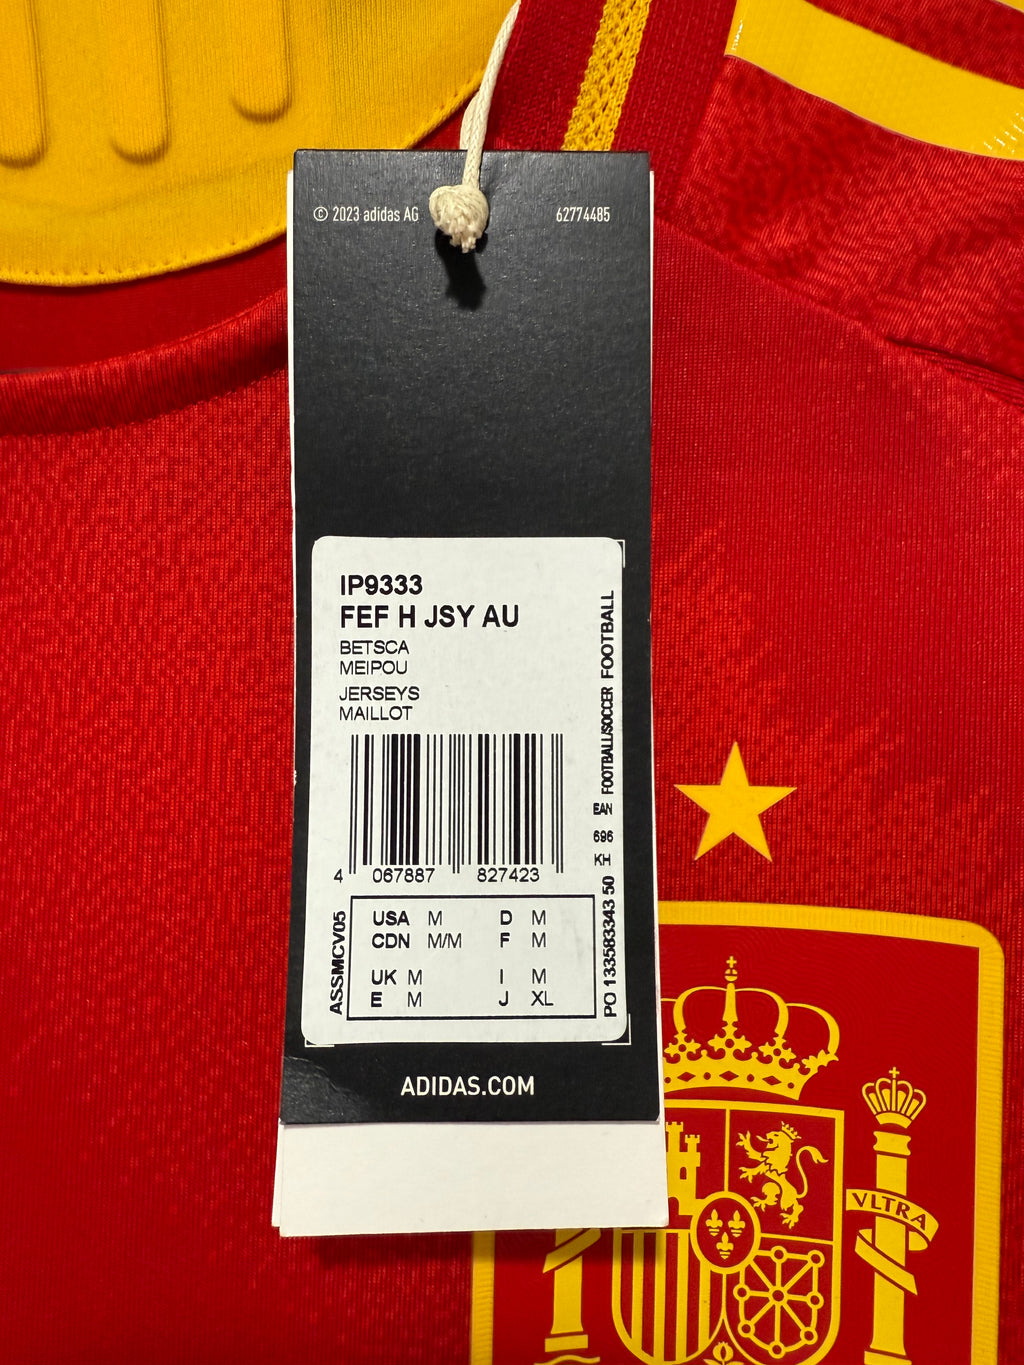 © 2023 adidas AG
62774485
IP9333
FEF H JSY AU
BETSCA
MEIPOU
JERSEYS
MAILLOT
4 067887 827423
USA M D M
CDN M/M F M
UK M I M
E M J XL
ASSMCV05
PO 133583343 50 KH 696 EAN FOOTBALL/SOCCER FOOTBALL
ADIDAS.COM
VLTRA